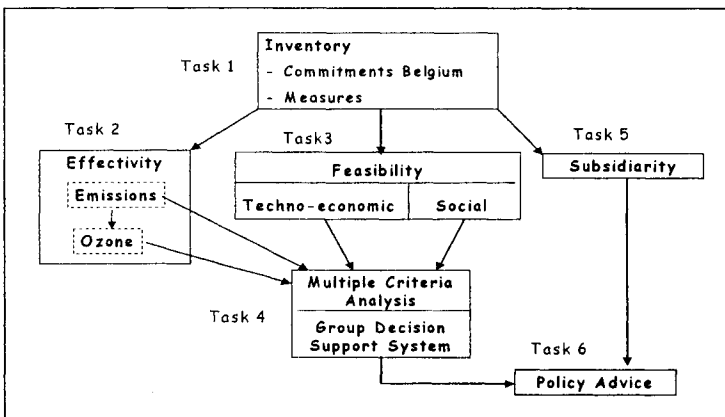 Task 1
Inventory
- Commitments Belgium
- Measures
Task 2
Effectivity
Emissions
Ozone
Task3
Feasibility
Techno-economic
Social
Task 5
Subsidiarity
Task 4
Multiple Criteria
Analysis
Group Decision
Support System
Task 6
Policy Advice